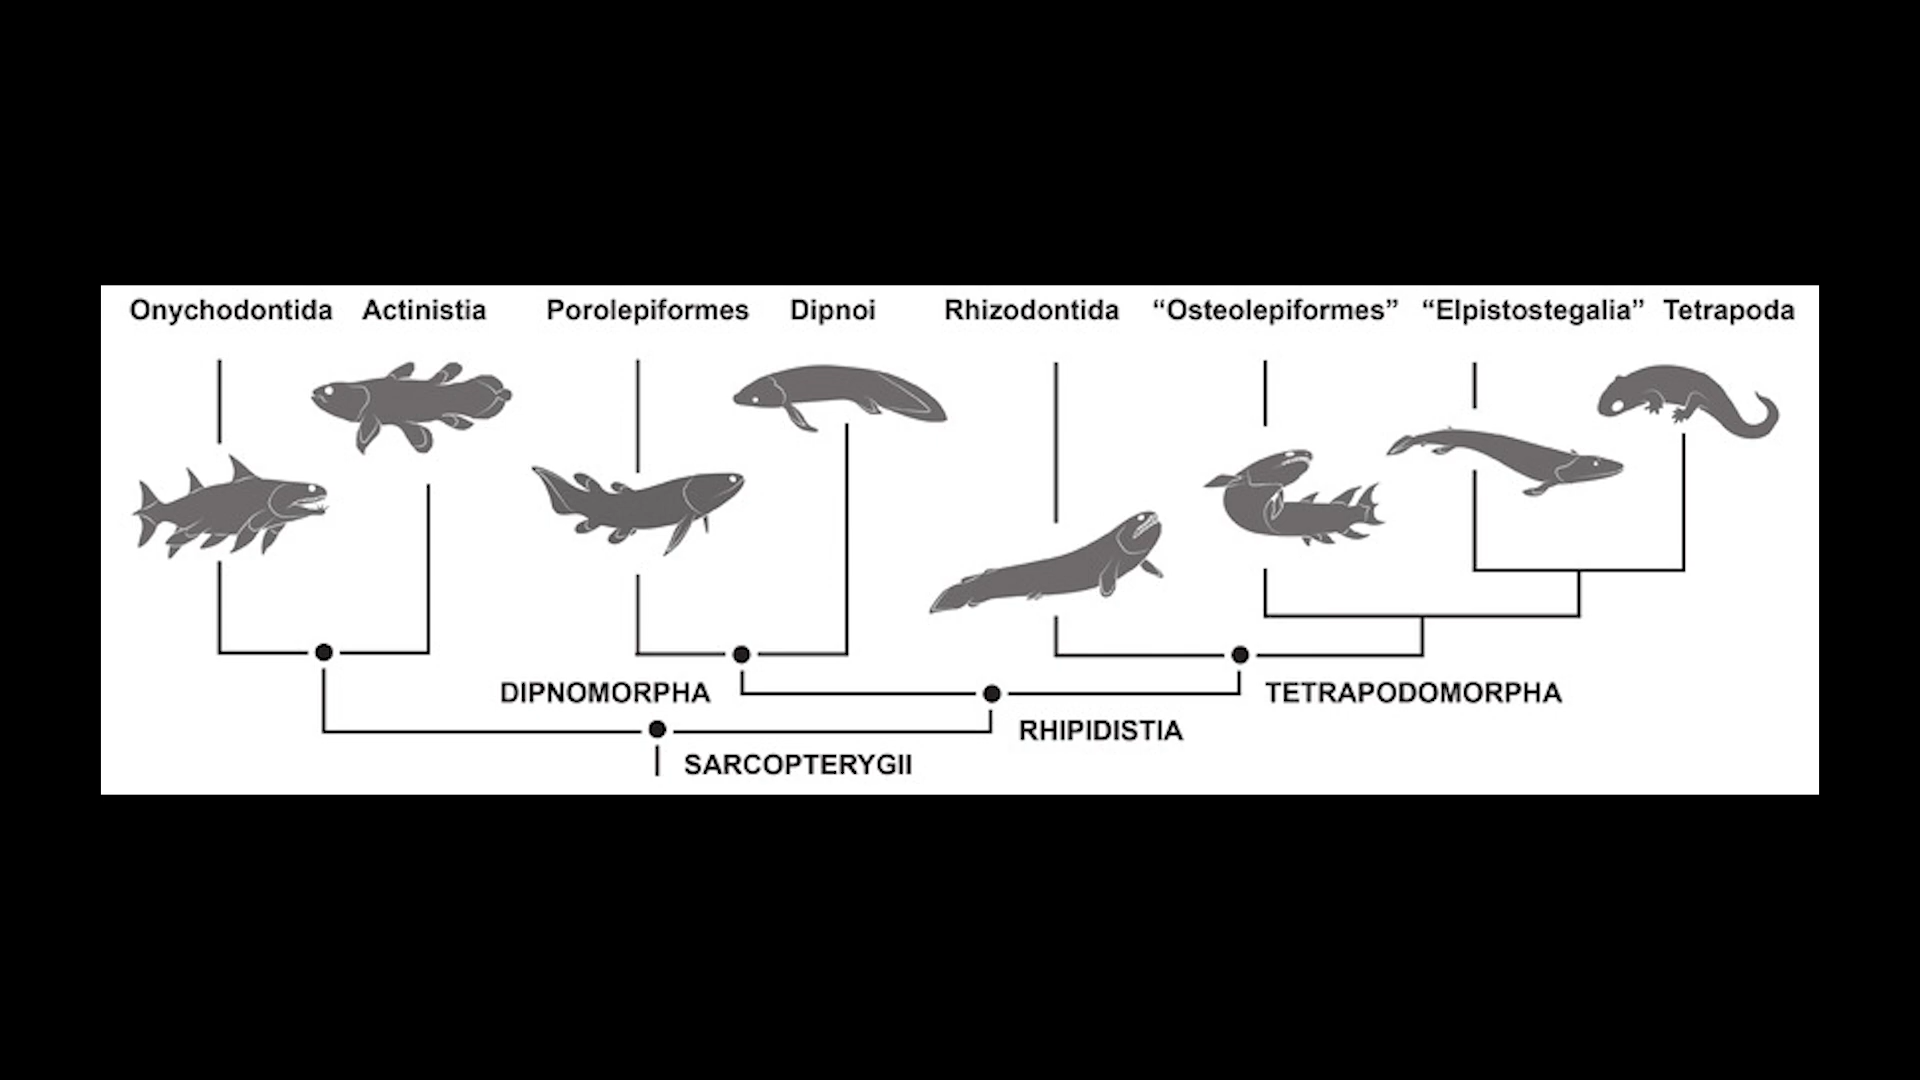 Onychodontida Actinistia Porolepiformes Dipnoi Rhizodontida “Osteolepiformes” “Elpistostegalia” Tetrapoda
DIPNOMORPHA TETRAPODOMORPHA
RHIPIDISTIA
SARCOPTERYGII